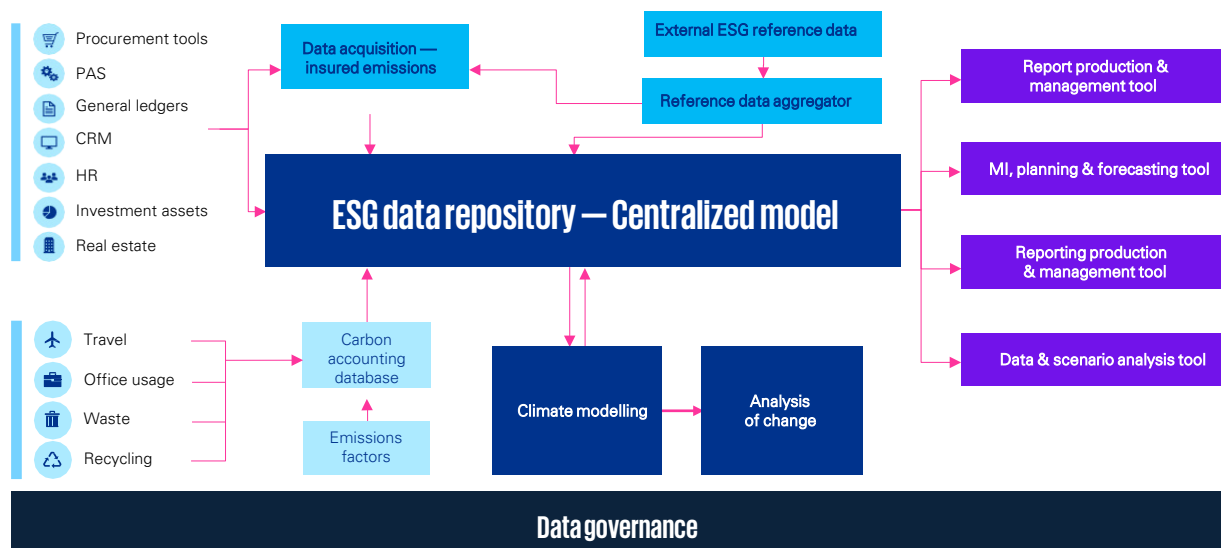 Procurement tools
PAS
General ledgers
CRM
HR
Investment assets
Real estate
Data acquisition —
insured emissions
External ESG reference data
Reference data aggregator
ESG data repository — Centralized model
Report production &
management tool
MI, planning & forecasting tool
Reporting production
& management tool
Data & scenario analysis tool
Travel
Office usage
Waste
Recycling
Carbon
accounting
database
Emissions
factors
Climate modelling
Analysis
of change
Data governance